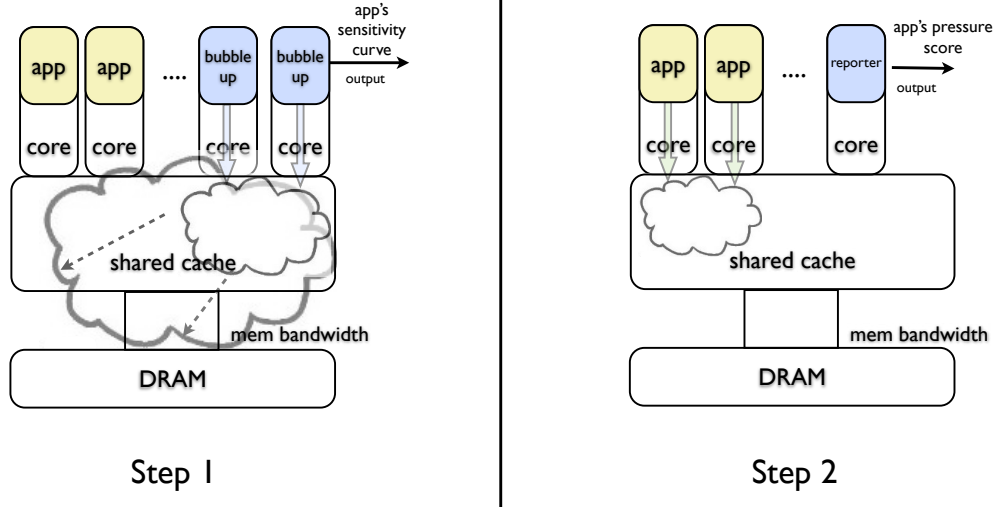 app's
sensitivity
curve
output
app
app
....
bubble
up
bubble
up
core
core
core
core
shared cache
mem bandwidth
DRAM
Step 1
app's pressure
score
output
app
app
....
reporter
core
core
core
shared cache
mem bandwidth
DRAM
Step 2